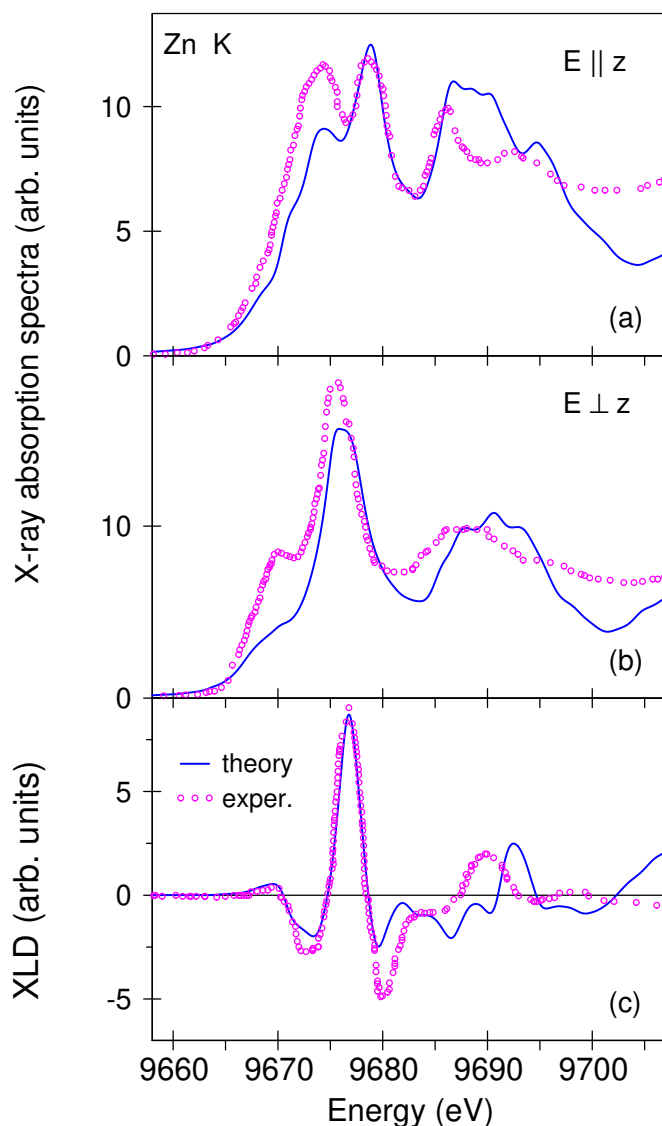 Zn K
E || z
10
5
0
(a)
X-ray absorption spectra (arb. units)
E ⊥ z
10
0
(b)
theory
exper.
5
0
-5
XLD (arb. units)
(c)
9660 9670 9680 9690 9700
Energy (eV)